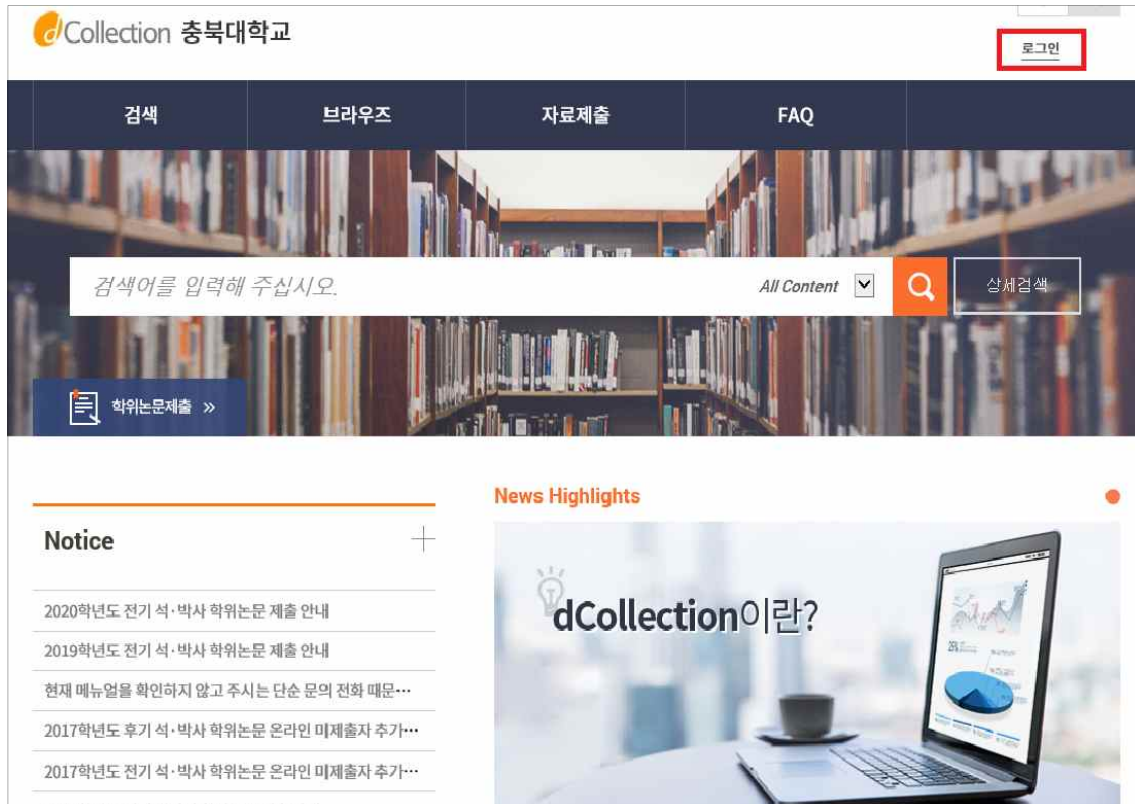 dCollection 충북대학교
로그인
검색 브라우즈 자료제출 FAQ
검색어를 입력해 주십시오. All Content 상세검색
학위논문제출 »
News Highlights
Notice
2020학년도 전기 석·박사 학위논문 제출 안내
2019학년도 전기 석·박사 학위논문 제출 안내
현재 메뉴얼을 확인하지 않고 주시는 단순 문의 전화 때문···
2017학년도 후기 석·박사 학위논문 온라인 미제출자 추가···
2017학년도 전기 석·박사 학위논문 온라인 미제출자 추가···
dCollection이란?